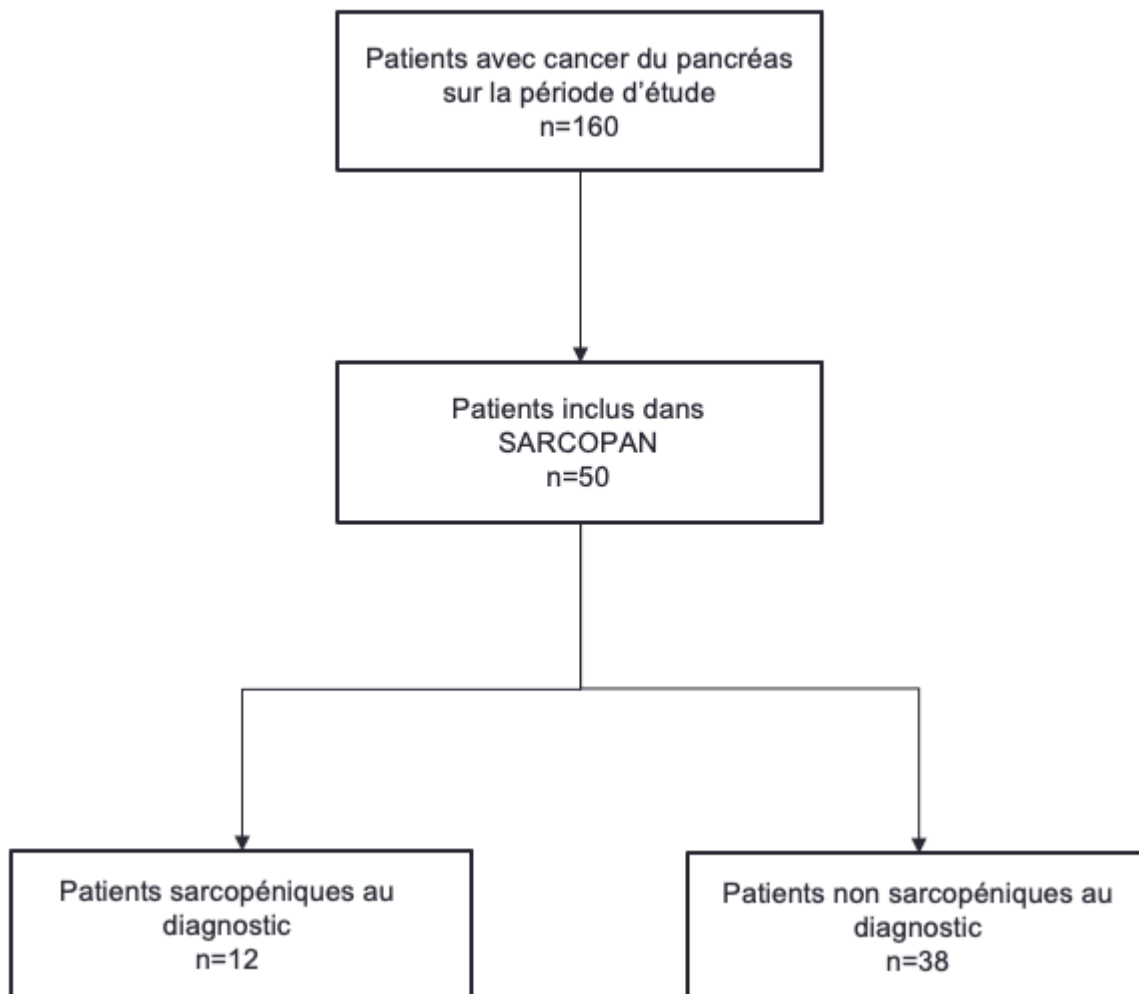 Patients avec cancer du pancréas
sur la période d'étude
n=160
Patients inclus dans
SARCOPAN
n=50
Patients sarcopéniques au
diagnostic
n=12
Patients non sarcopéniques au
diagnostic
n=38